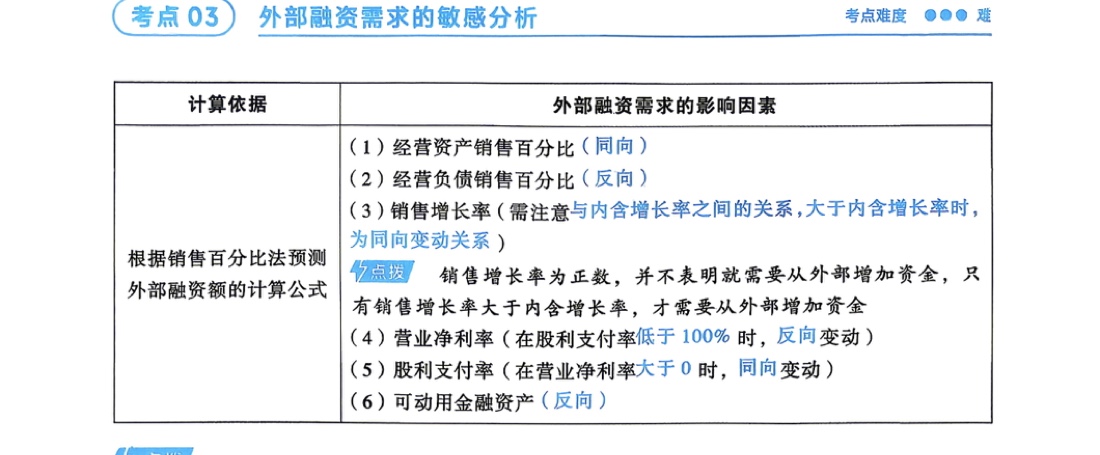 考点 03 外部融资需求的敏感分析 考点难度 难
计算依据 外部融资需求的影响因素
根据销售百分比法预测
外部融资额的计算公式
(1)经营资产销售百分比(同向)
(2)经营负债销售百分比(反向)
(3)销售增长率(需注意与内含增长率之间的关系,大于内含增长率时,
为同向变动关系)
点拨 销售增长率为正数,并不表明就需要从外部增加资金,只
有销售增长率大于内含增长率,才需要从外部增加资金
(4)营业净利率(在股利支付率低于 100% 时,反向变动)
(5)股利支付率(在营业净利率大于 0 时,同向变动)
(6)可动用金融资产(反向)